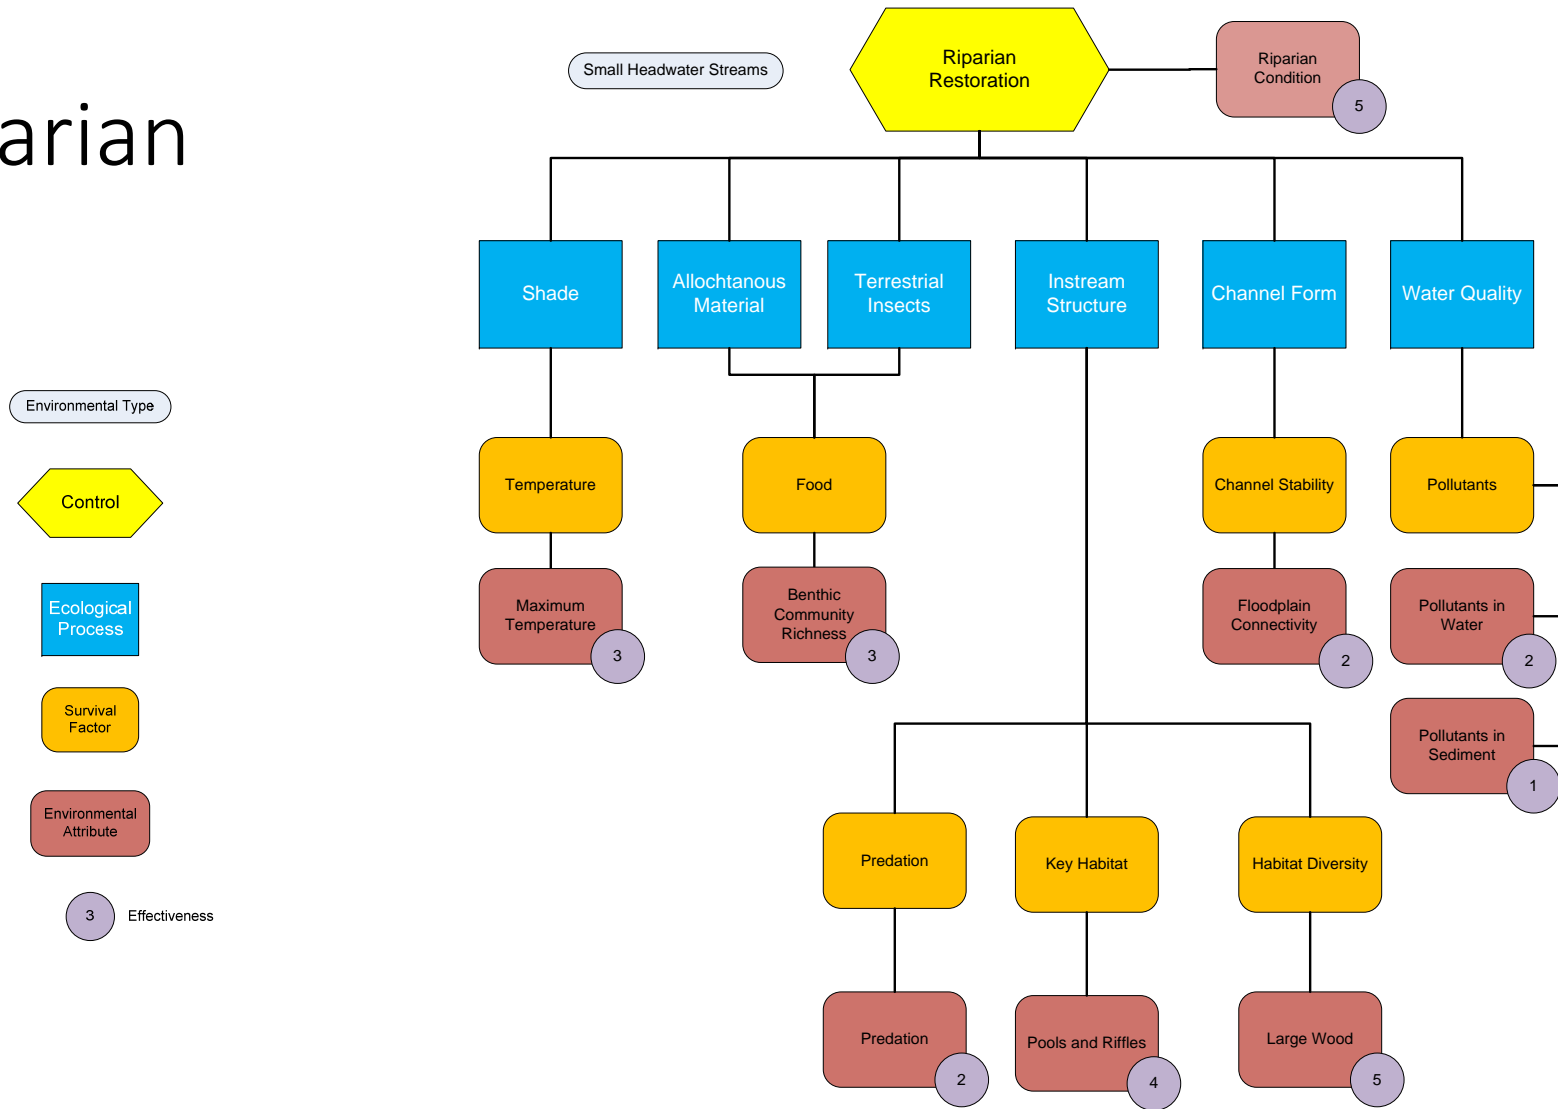 arian
Small Headwater Streams
Riparian
Restoration
Riparian
Condition
5
Shade
Allochtanous
Material
Terrestrial
Insects
Instream
Structure
Channel Form
Water Quality
Environmental Type
Control
Ecological
Process
Survival
Factor
Environmental
Attribute
3
Effectiveness
Temperature
Food
Channel Stability
Pollutants
Maximum
Temperature
3
Benthic
Community
Richness
3
Floodplain
Connectivity
2
Pollutants in
Water
2
Pollutants in
Sediment
1
Predation
Key Habitat
Habitat Diversity
Predation
2
Pools and Riffles
4
Large Wood
5